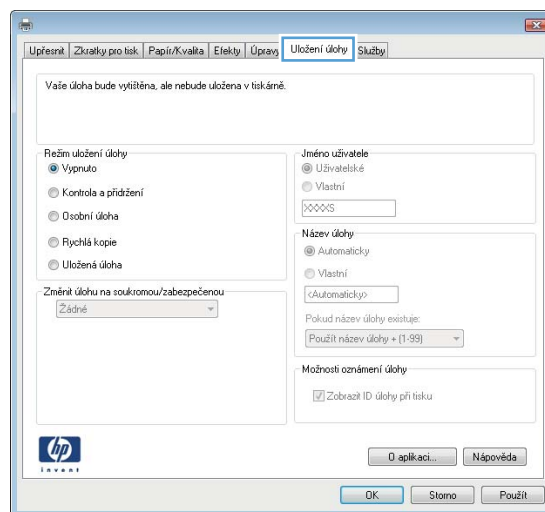 Upřesnit Zkratky pro tisk Papír/Kvalita Efekty Úpravy Uložení úlohy Služby
Vaše úloha bude vytištěna, ale nebude uložena v tiskárně.
Režim uložení úlohy
Vypnuto
Kontrola a přidržení
Osobní úloha
Rychlá kopie
Uložená úloha
Změnit úlohu na soukromou/zabezpečenou
Žádné
Jméno uživatele
Uživatelské
Vlastní
XXXXS
Název úlohy
Automaticky
Vlastní
<Automaticky>
Pokud název úlohy existuje:
Použít název úlohy + (1-99)
Možnosti oznámení úlohy
Zobrazit ID úlohy při tisku
hp
invent
O aplikaci... Nápověda
OK Storno Použít